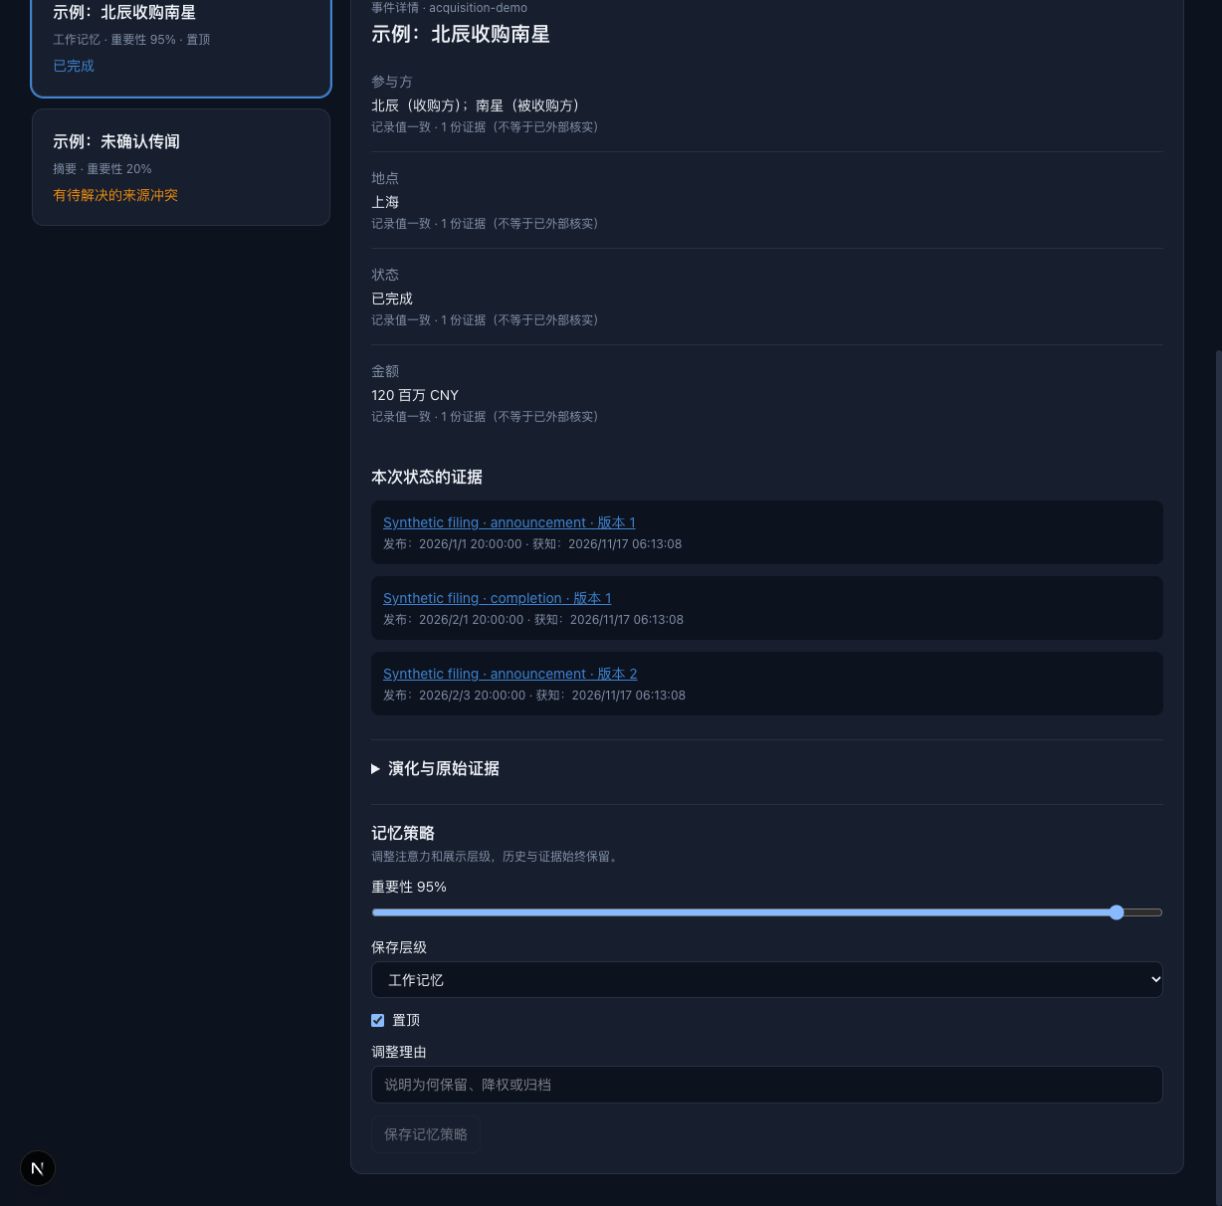 示例：北辰收购南星
工作记忆 · 重要性 95% · 置顶
已完成
示例：未确认传闻
摘要 · 重要性 20%
有待解决的来源冲突
事件详情 · acquisition-demo
示例：北辰收购南星
参与方
北辰（收购方）；南星（被收购方）
记录值一致 · 1 份证据（不等于已外部核实）
地点
上海
记录值一致 · 1 份证据（不等于已外部核实）
状态
已完成
记录值一致 · 1 份证据（不等于已外部核实）
金额
120 百万 CNY
记录值一致 · 1 份证据（不等于已外部核实）
本次状态的证据
Synthetic filing · announcement · 版本 1
发布：2026/1/1 20:00:00 · 获知：2026/11/17 06:13:08
Synthetic filing · completion · 版本 1
发布：2026/2/1 20:00:00 · 获知：2026/11/17 06:13:08
Synthetic filing · announcement · 版本 2
发布：2026/2/3 20:00:00 · 获知：2026/11/17 06:13:08
演化与原始证据
记忆策略
调整注意力和展示层级，历史与证据始终保留。
重要性 95%
保存层级
工作记忆
置顶
调整理由
说明为何保留、降权或归档
保存记忆策略
N